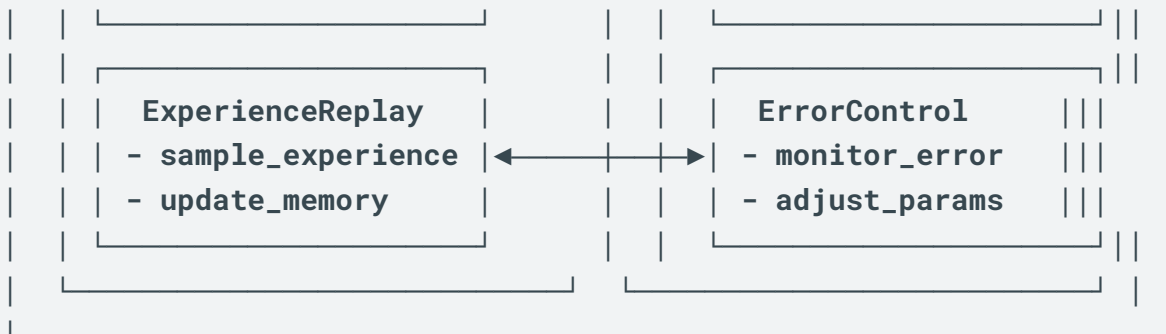 ExperienceReplay
ErrorControl
- sample_experience
- monitor_error
- update_memory
- adjust_params